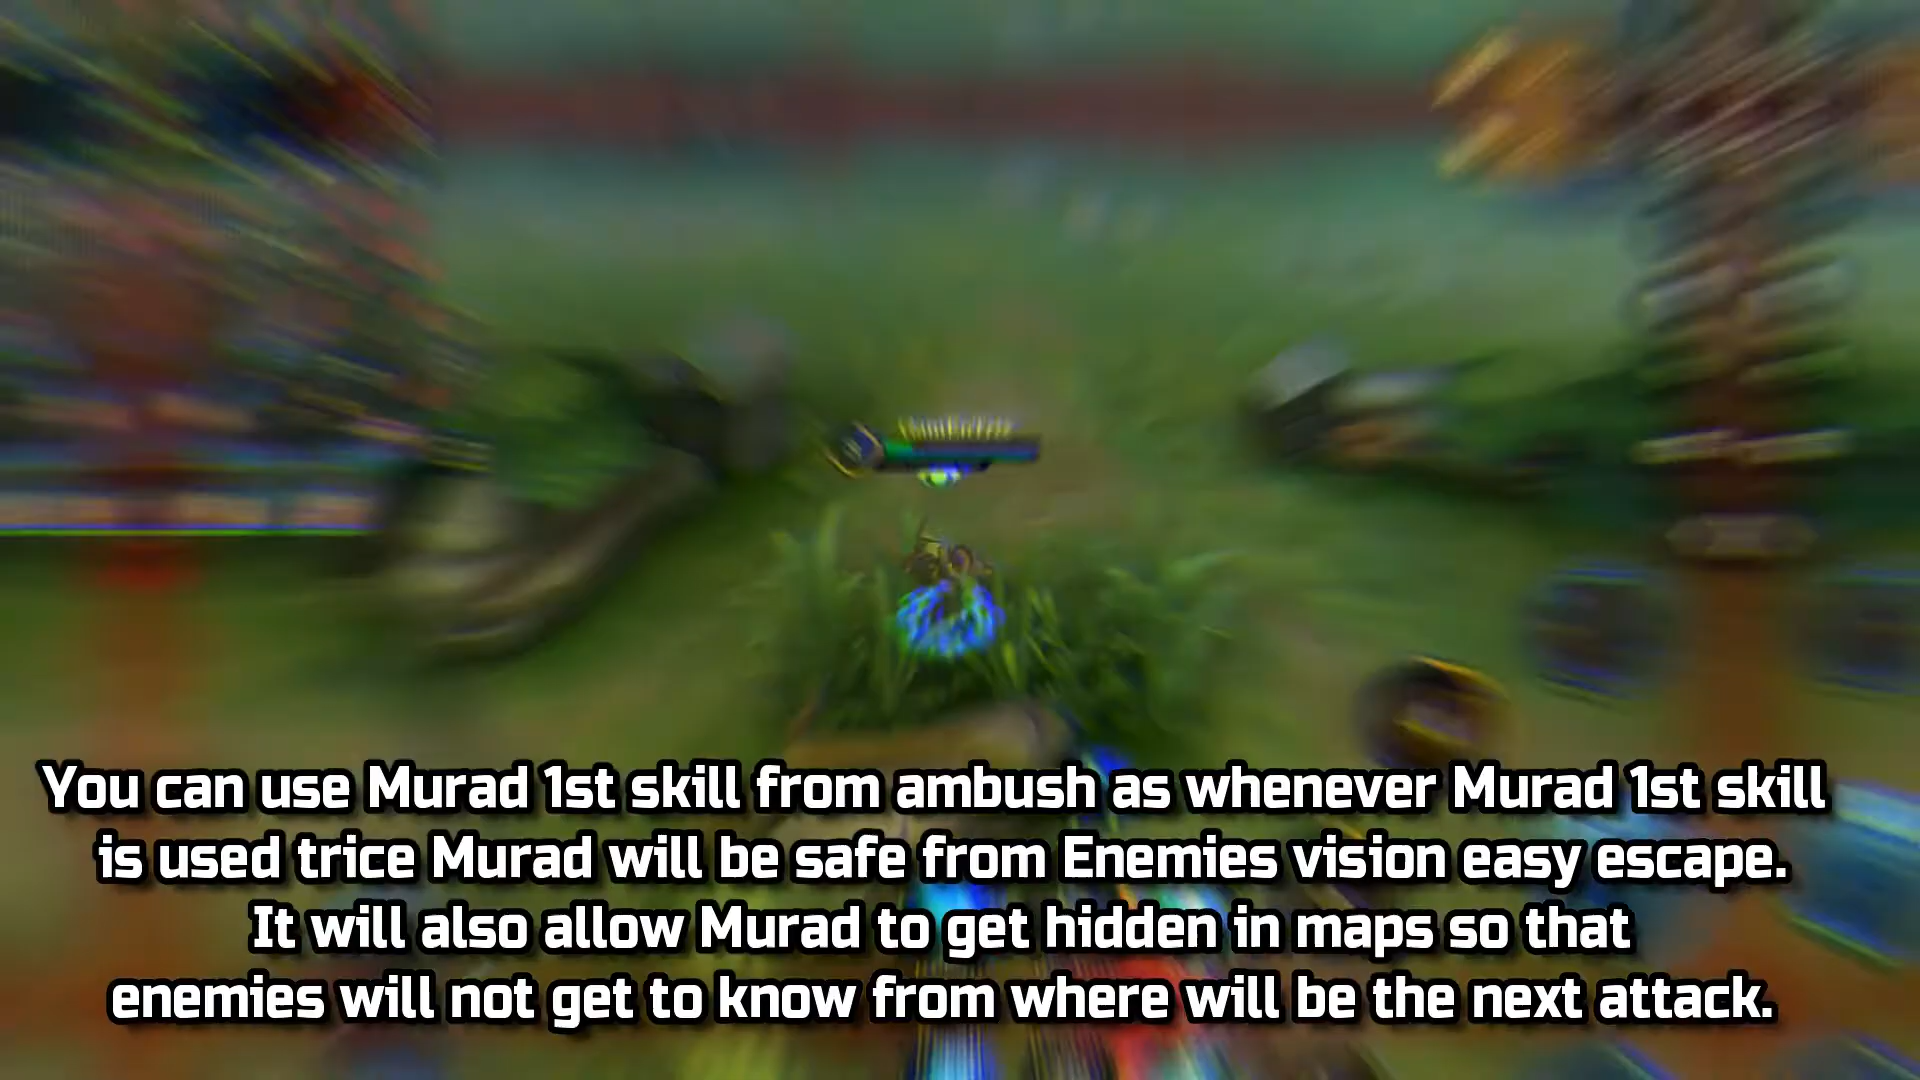 You can use Murad 1st skill from ambush as whenever Murad 1st skill
is used trice Murad will be safe from Enemies vision easy escape.
It will also allow Murad to get hidden in maps so that
enemies will not get to know from where will be the next attack.